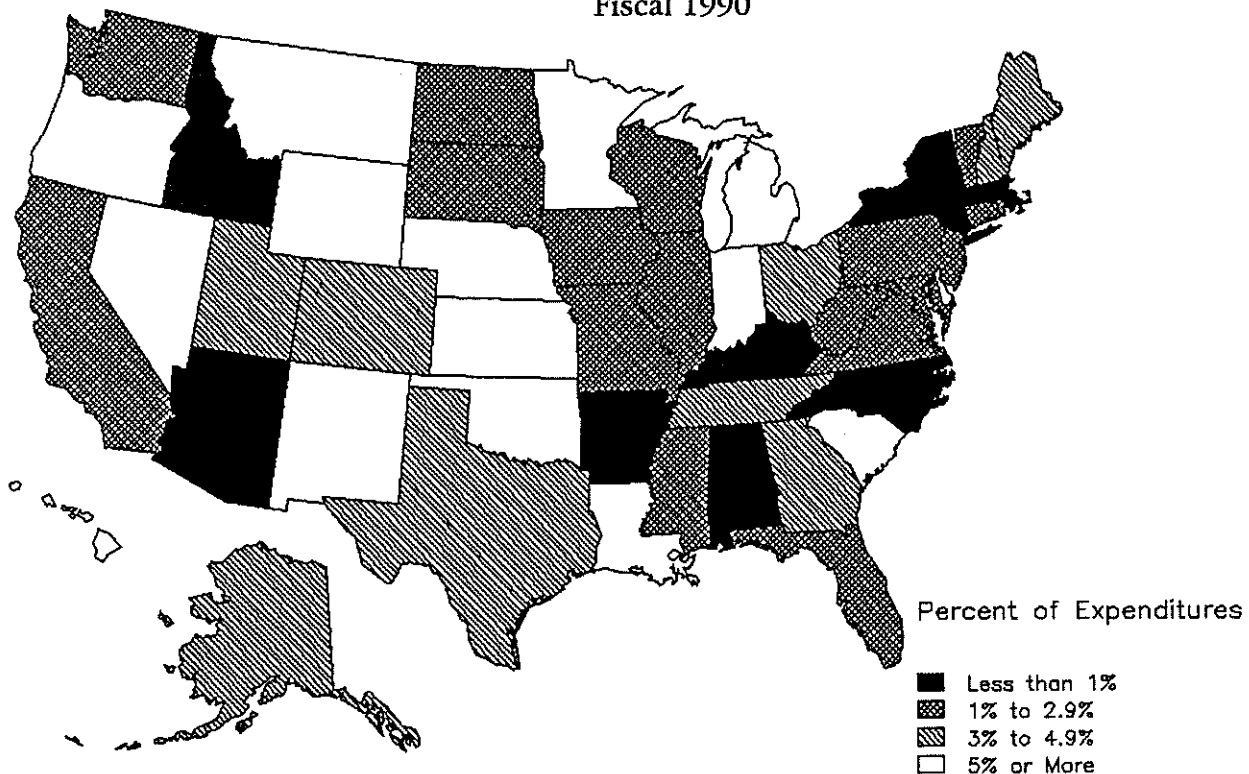 Fiscal 1990
Percent of Expenditures
Less than 1%
1% to 2.9%
3% to 4.9%
5% or More